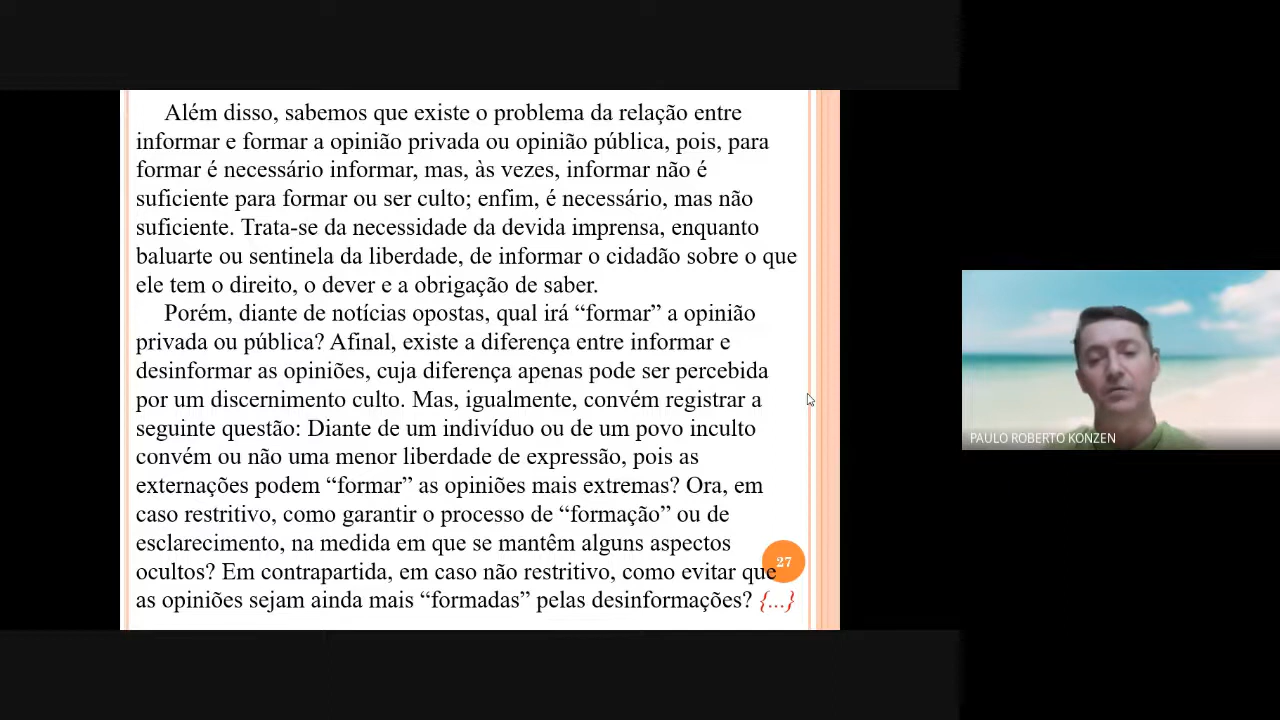 Além disso, sabemos que existe o problema da relação entre
informar e formar a opinião privada ou opinião pública, pois, para
formar é necessário informar, mas, às vezes, informar não é
suficiente para formar ou ser culto; enfim, é necessário, mas não
suficiente. Trata-se da necessidade da devida imprensa, enquanto
baluarte ou sentinela da liberdade, de informar o cidadão sobre o que
ele tem o direito, o dever e a obrigação de saber.
Porém, diante de notícias opostas, qual irá “formar” a opinião
privada ou pública? Afinal, existe a diferença entre informar e
desinformar as opiniões, cuja diferença apenas pode ser percebida
por um discernimento culto. Mas, igualmente, convém registrar a
seguinte questão: Diante de um indivíduo ou de um povo inculto
convém ou não uma menor liberdade de expressão, pois as
externações podem “formar” as opiniões mais extremas? Ora, em
caso restritivo, como garantir o processo de “formação” ou de
esclarecimento, na medida em que se mantêm alguns aspectos
ocultos? Em contrapartida, em caso não restritivo, como evitar que
as opiniões sejam ainda mais “formadas” pelas desinformações? {...}
27
PAULO ROBERTO KONZEN